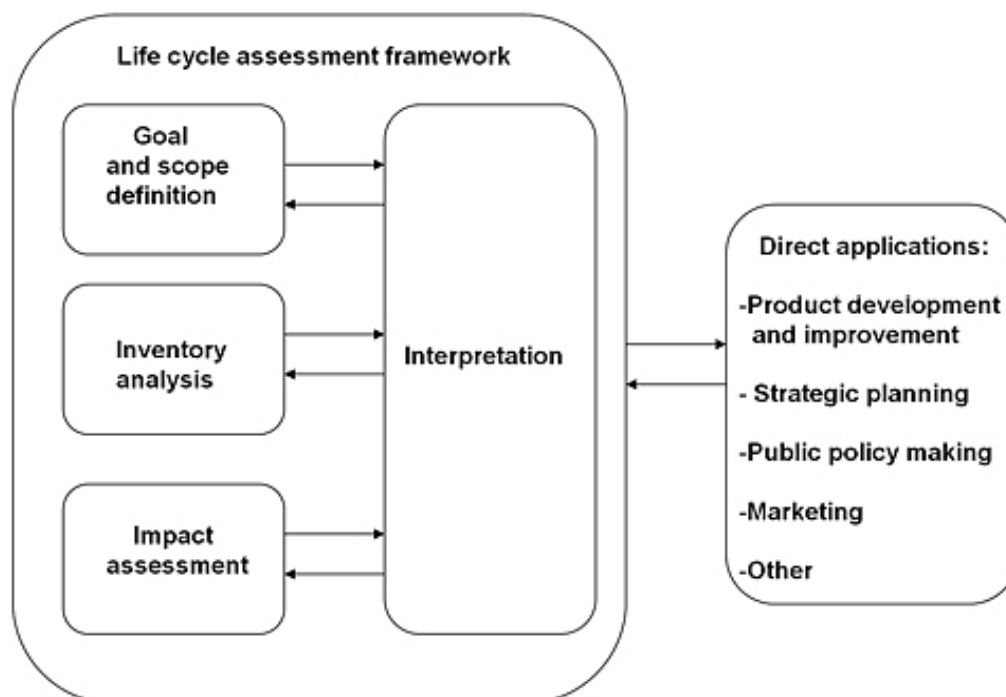 Life cycle assessment framework
Goal
and scope
definition
Inventory
analysis
Impact
assessment
Interpretation
Direct applications:
-Product development
and improvement
- Strategic planning
-Public policy making
-Marketing
-Other